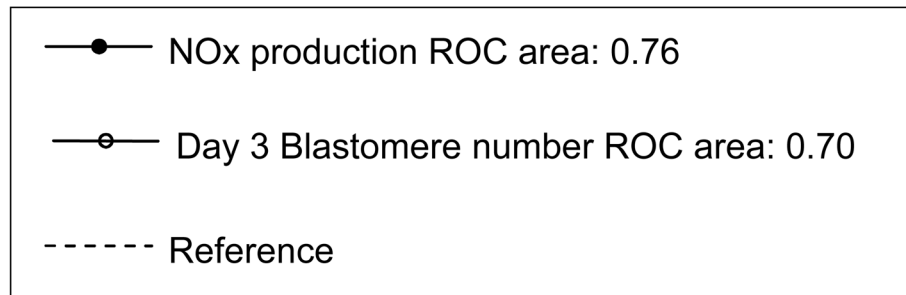 NOx production ROC area: 0.76
Day 3 Blastomere number ROC area: 0.70
Reference